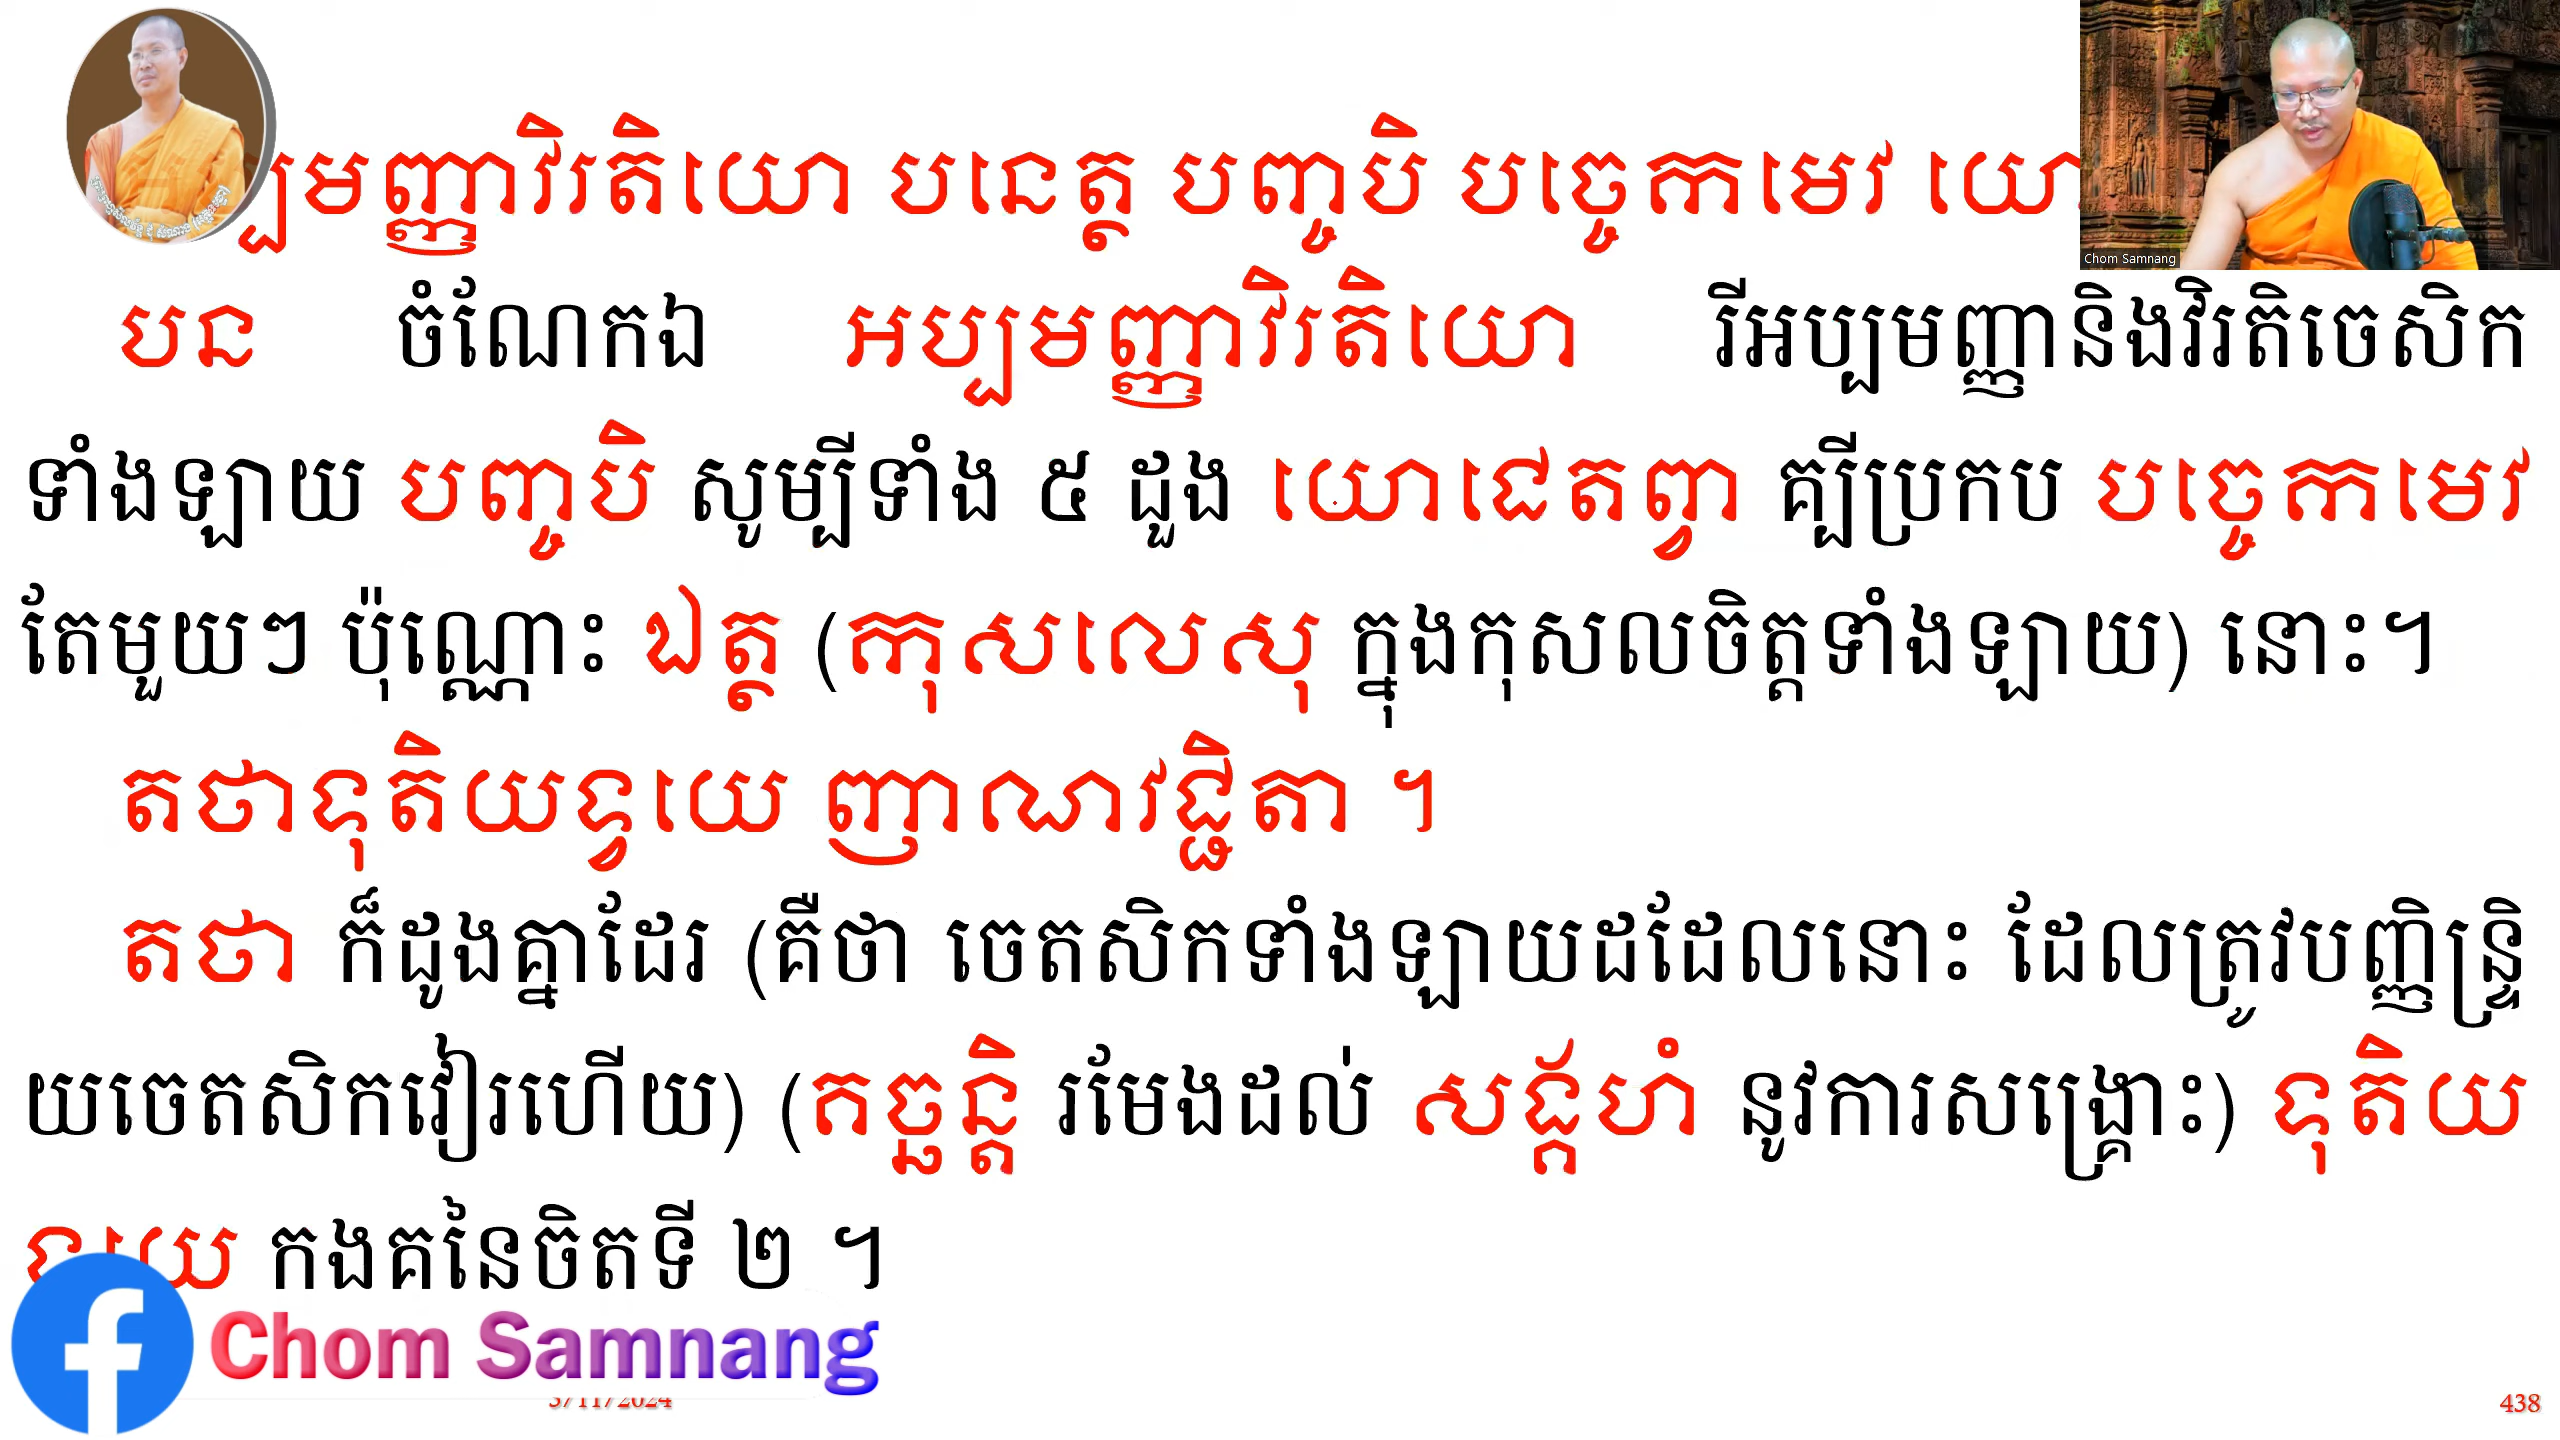 ប្បមញ្ញាវិរតិយោ បនេត្ថ បញ្ចបិ បច្ចេកមេវ
Chom Samnang
បន ចំណែកឯ អប្បមញ្ញាវិរតិយោ រីអប្បមញ្ញានិងវិរតិចេសិក
ទាំងឡាយ បញ្ចបិ សូម្បីទាំង ៥ ដួង យោជេតព្វា គប្បីប្រកប បច្ចេកមេវ
តែមួយៗ ប៉ុណ្ណោះ ឯត្ថ (កុសលេសុ ក្នុងកុសលចិត្តទាំងឡាយ) នោះ។
តថាទុតិយទ្វយេ ញាណវជ្ជិតា ។
តថា ក៏ដូងគ្នាដែរ (គឺថា ចេតសិកទាំងឡាយដដែលនោះ ដែលត្រូវបញ្ញិន្ទ្រិ
យចេតសិកវៀរហើយ) (គច្ឆន្តិ រមែងដល់ សង្គហំ នូវការសង្គ្រោះ) ទុតិយ
កងគនៃចិតទី ២ ។
Chom Samnang
3/11/2024
438